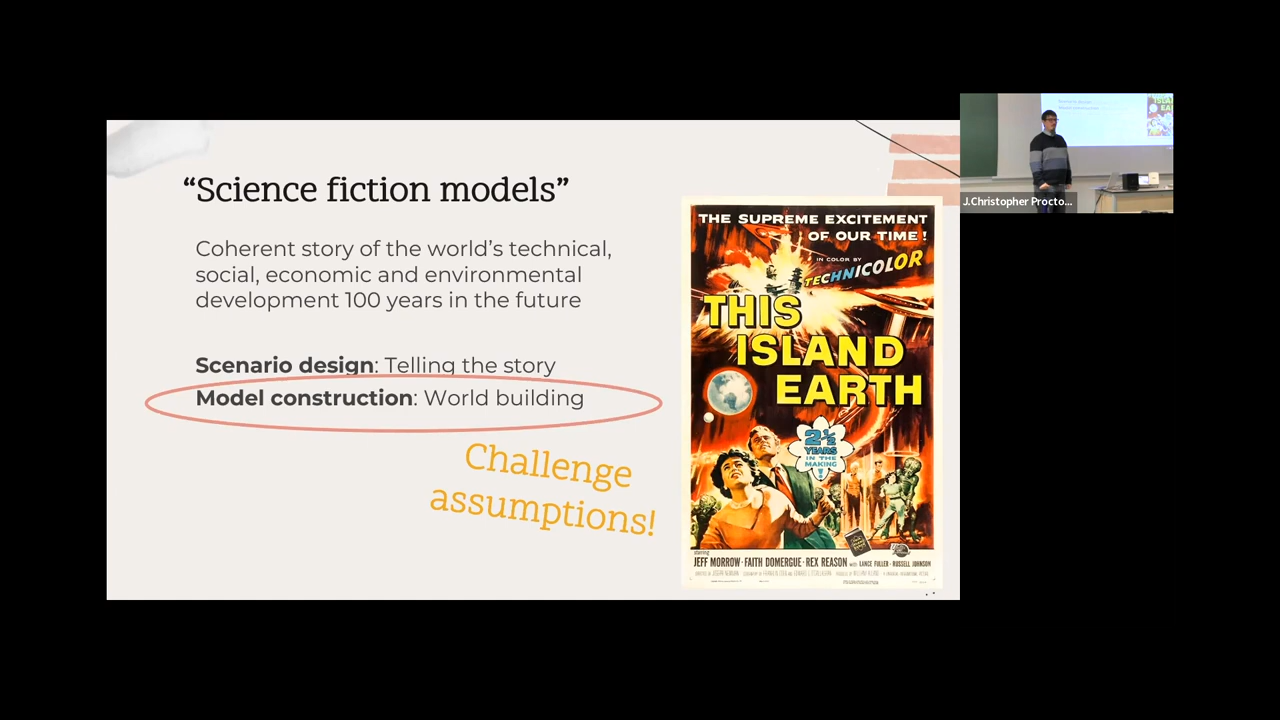 “Science fiction models”
Coherent story of the world’s technical,
social, economic and environmental
development 100 years in the future
Scenario design: Telling the story
Model construction: World building
Challenge
assumptions!
THE SUPREME EXCITEMENT
OF OUR TIME!
IN COLOR BY
TECHNICOLOR
THIS
ISLAND
EARTH
2½
YEARS
IN THE
MAKING
!
starring
JEFF MORROW · FAITH DOMERGUE · REX REASON with LANCE FULLER · RUSSELL JOHNSON
J.Christopher Procto...
ISLAND